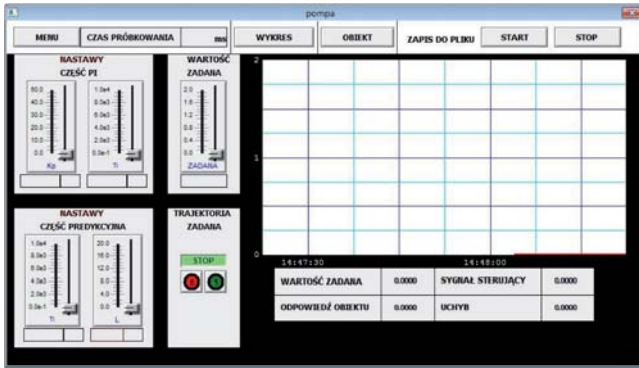 pompa
MENU CZAS PRÓBKOWANIA ms WYKRES OBIEKT ZAPIS DO PLIKU START STOP
NASTAWY
CZĘŚĆ PI
50.0 1.0e4
40.0 8.0e3
30.0 6.0e3
20.0 4.0e3
10.0 2.0e3
0.0 0.0e-1
Kp Ti
WARTOŚĆ
ZADANA
2.0
1.6
1.2
0.8
0.4
0.0
ZADANA
NASTAWY
CZĘŚĆ PREDYKCYJNA
1.0e4 20.0
8.0e3 16.0
6.0e3 12.0
4.0e3 8.0
2.0e3 4.0
0.0e-1 0.0
Ti L
TRAJEKTORIA
ZADANA
STOP
2
1
0
14:47:30 14:48:00
WARTOŚĆ ZADANA 0.0000 SYGNAŁ STERUJĄCY 0.0000
ODPOWIEDŹ OBIEKTU 0.0000 UCHYB 0.0000